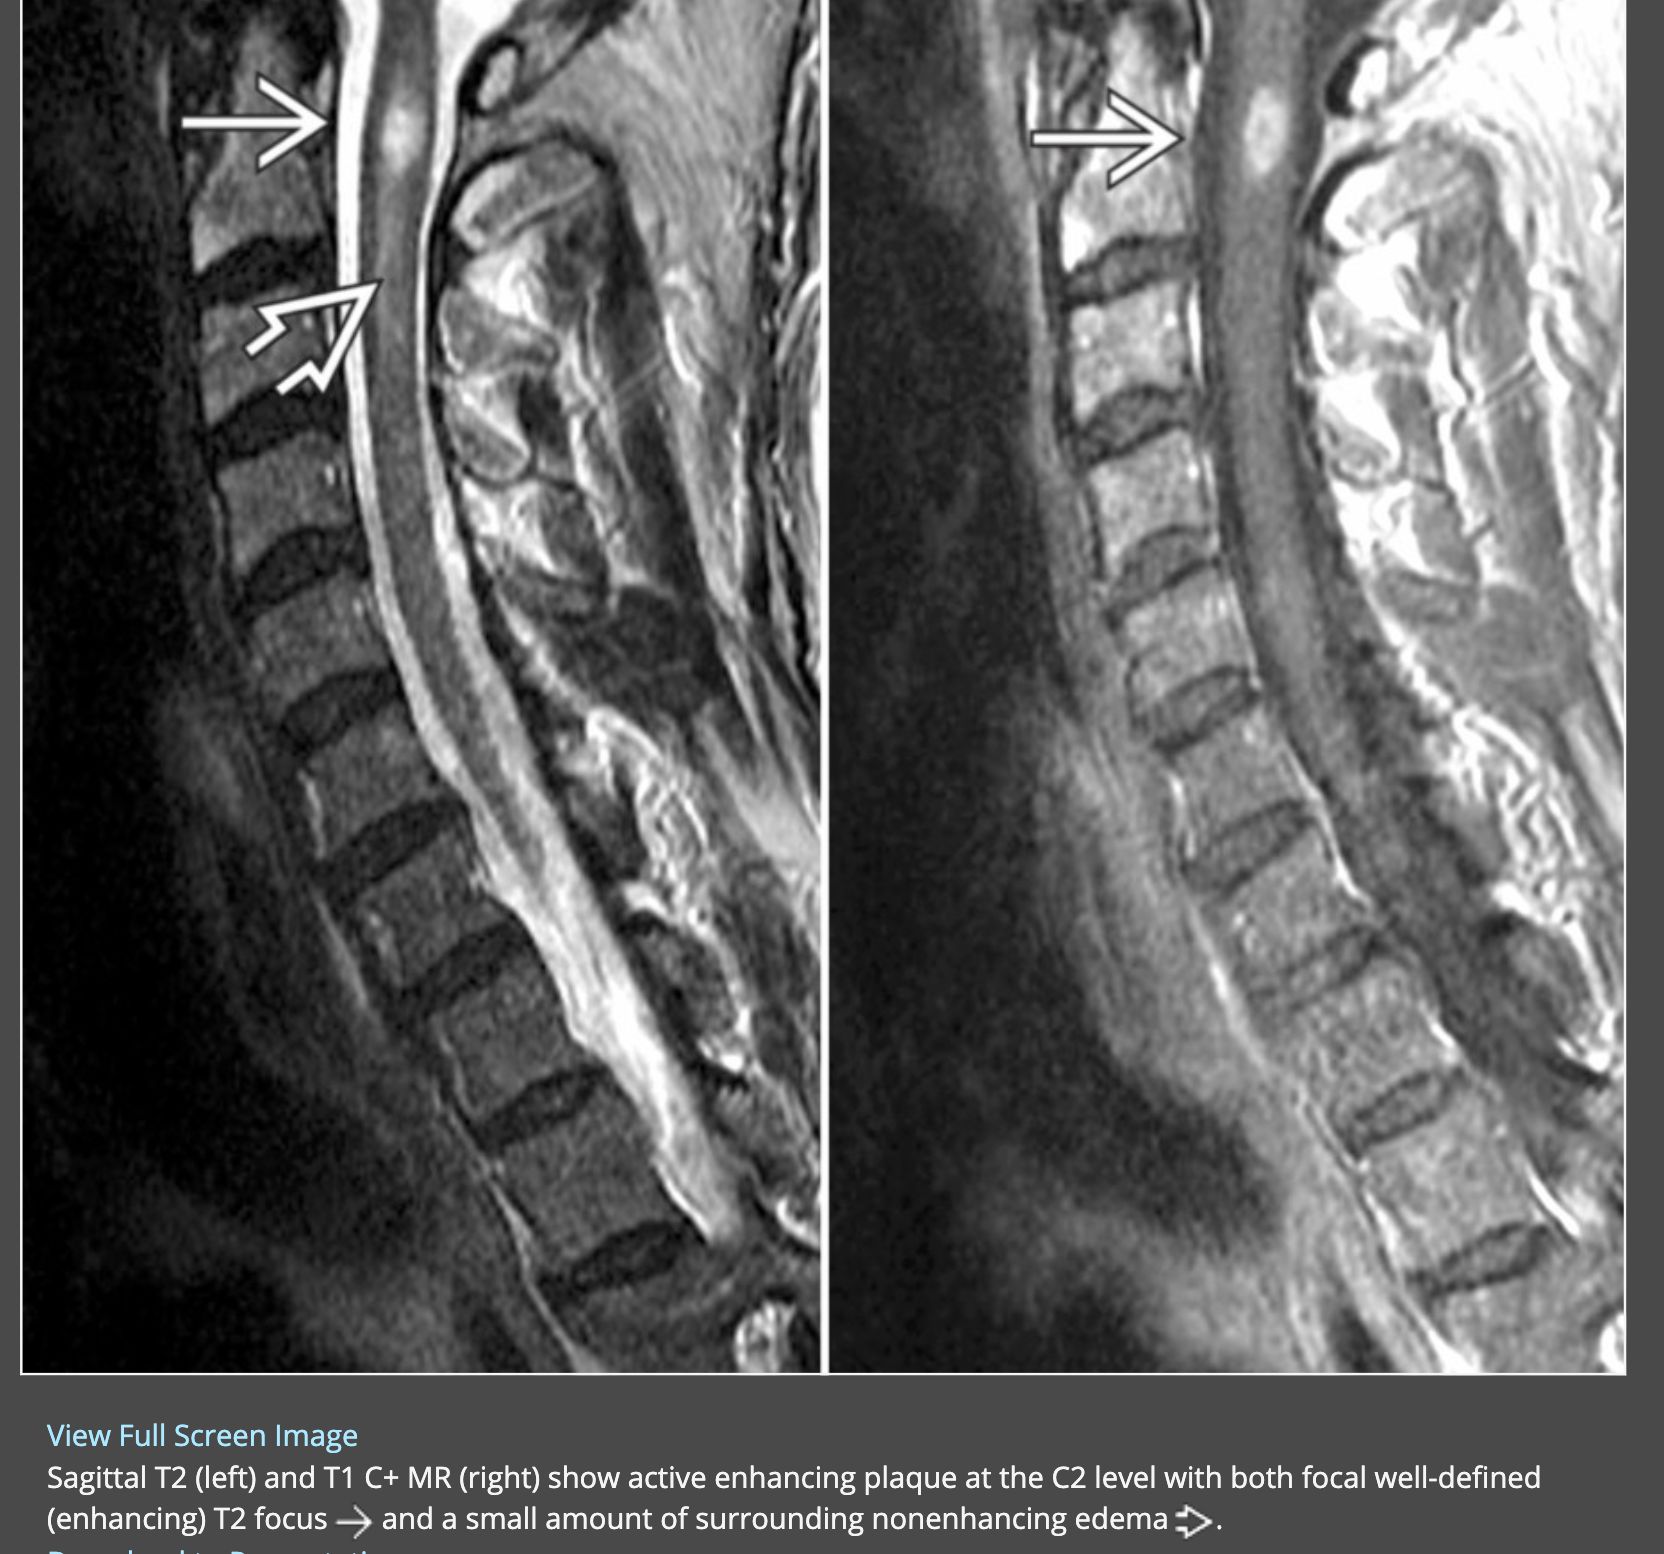 View Full Screen Image
Sagittal T2 (left) and T1 C+ MR (right) show active enhancing plaque at the C2 level with both focal well-defined
(enhancing) T2 focus and a small amount of surrounding nonenhancing edema .